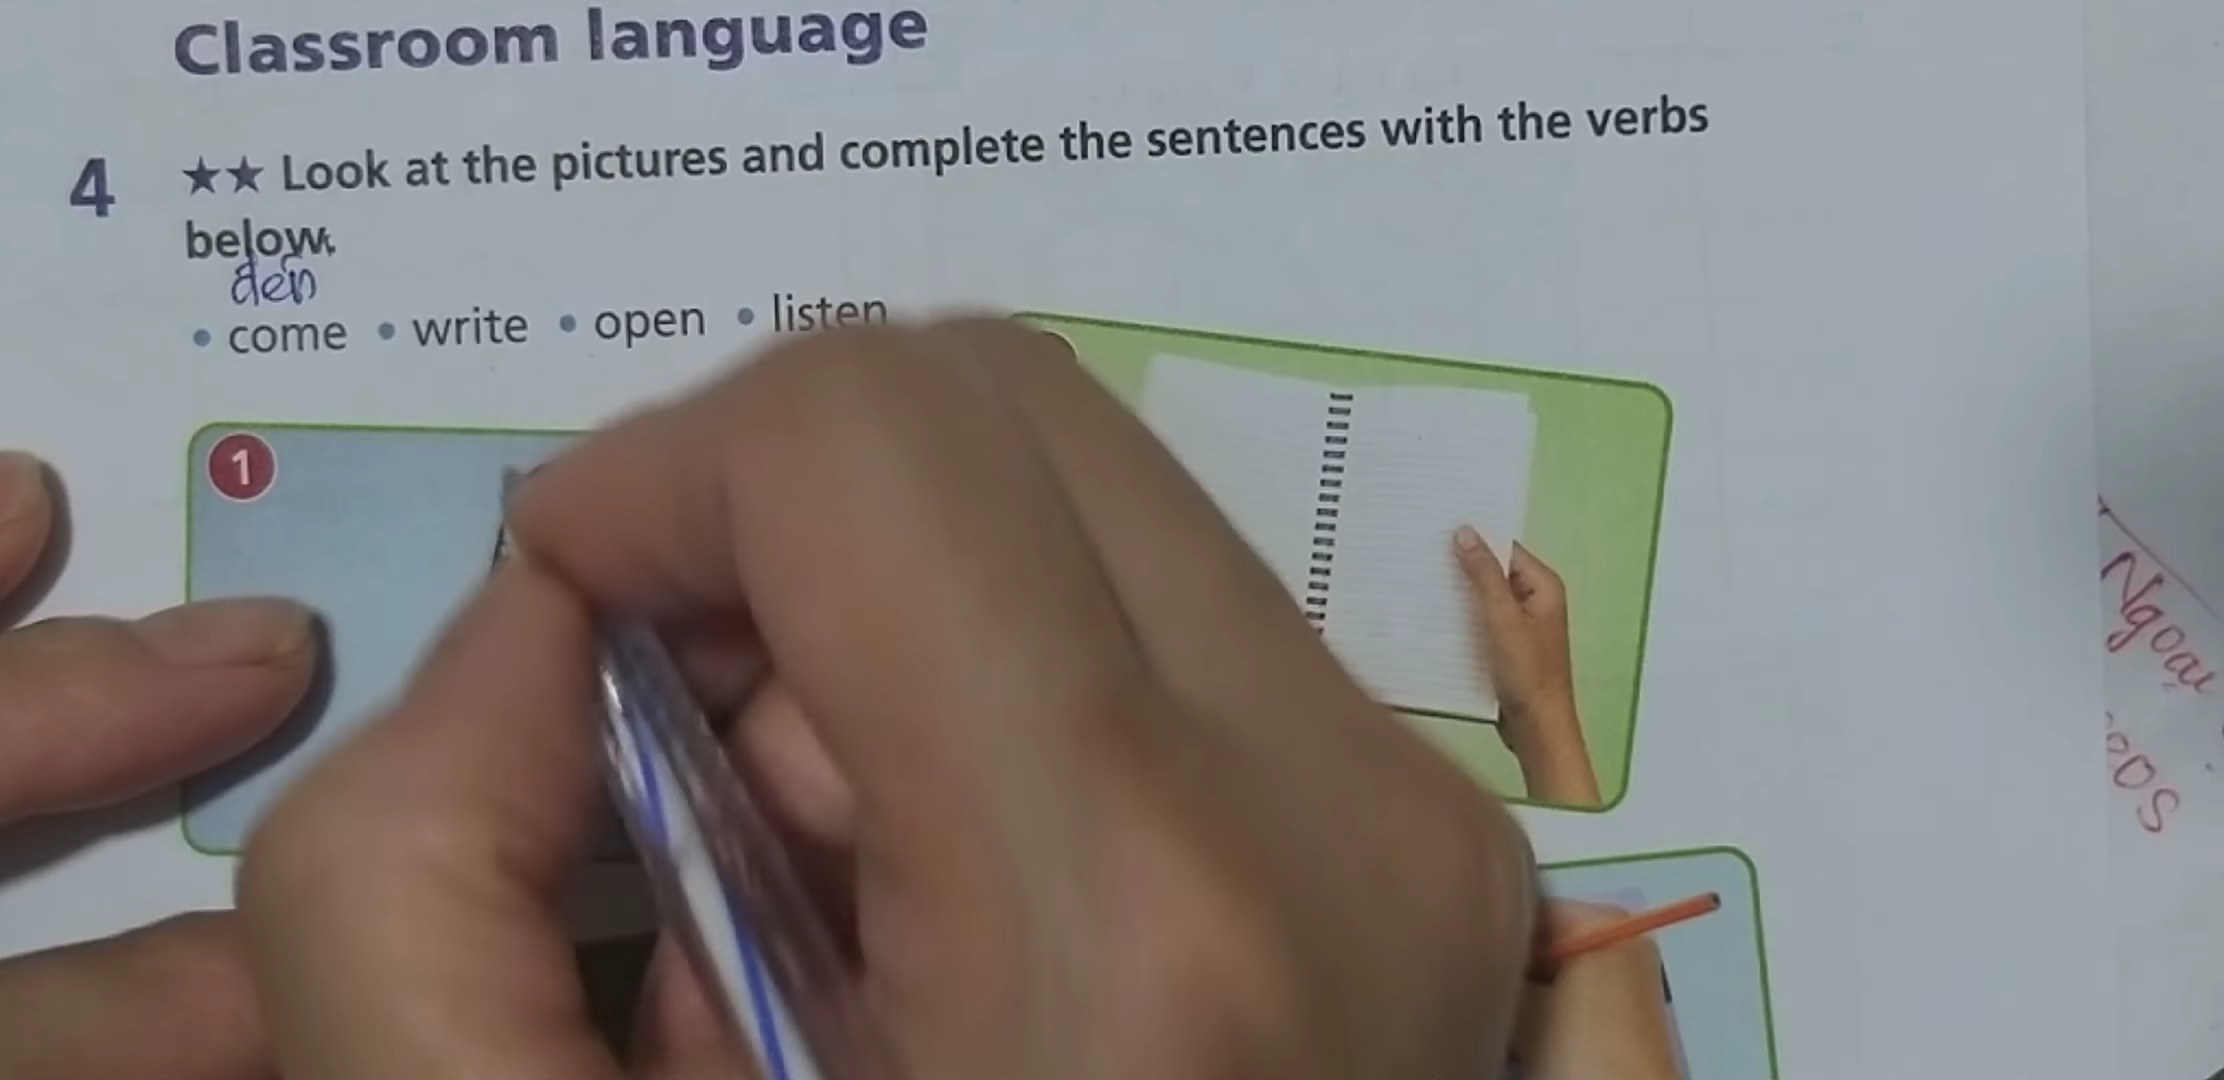 Classroom language
4 ★★ Look at the pictures and complete the sentences with the verbs
below.
đến
• come • write • open • listen
1
Ngoại